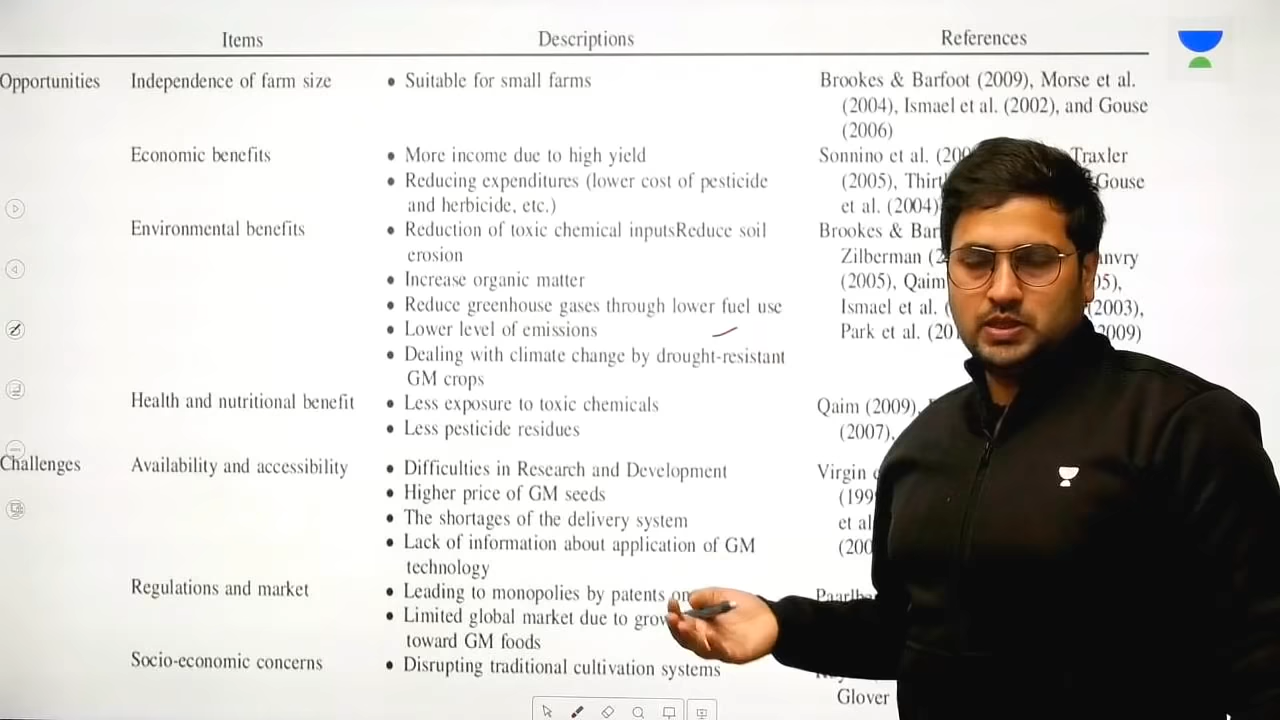 Items Descriptions References
Opportunities Independence of farm size • Suitable for small farms Brookes & Barfoot (2009), Morse et al.
(2004), Ismael et al. (2002), and Gouse
(2006)
Economic benefits • More income due to high yield Sonnino et al. Traxler
• Reducing expenditures (lower cost of pesticide (2005), Gouse
and herbicide, etc.) et al. (2004)
Environmental benefits • Reduction of toxic chemical inputsReduce soil Brookes &
erosion Zilberman
• Increase organic matter (2005), Qaim
• Reduce greenhouse gases through lower fuel use Ismael et al. (2003),
• Lower level of emissions Park et al. 2009)
• Dealing with climate change by drought-resistant
GM crops
Health and nutritional benefit • Less exposure to toxic chemicals Qaim (2009),
• Less pesticide residues (2007),
Challenges Availability and accessibility • Difficulties in Research and Development Virgin
• Higher price of GM seeds
• The shortages of the delivery system et al
• Lack of information about application of GM
technology
Regulations and market • Leading to monopolies by patents on
• Limited global market due to
toward GM foods
Socio-economic concerns • Disrupting traditional cultivation systems
Glover